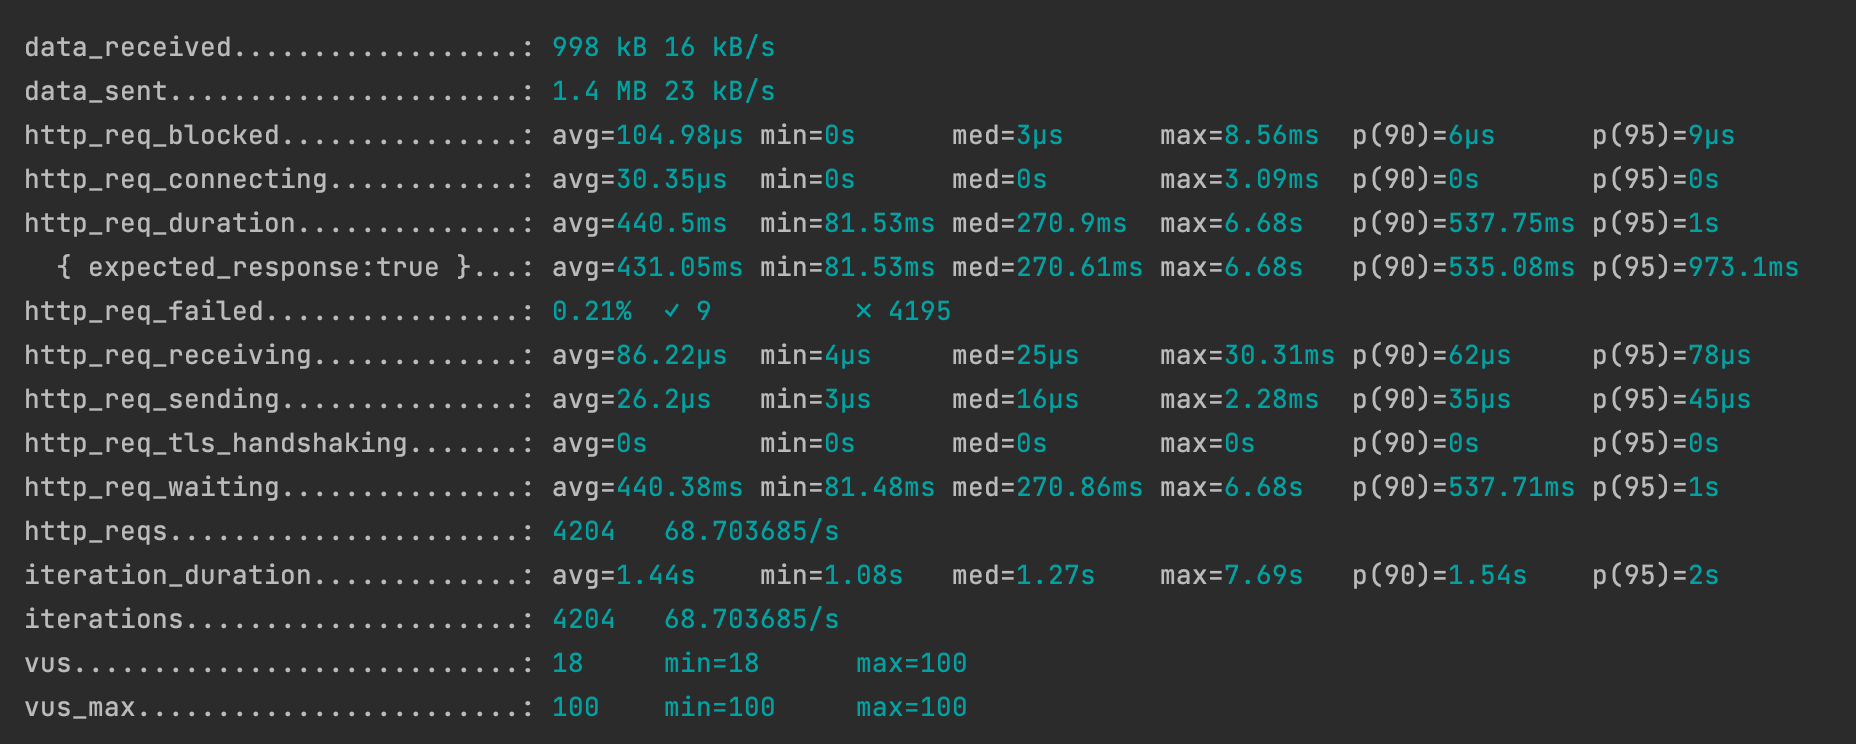 data_received..................: 998 kB 16 kB/s
data_sent......................: 1.4 MB 23 kB/s
http_req_blocked...............: avg=104.98µs min=0s      med=3µs      max=8.56ms  p(90)=6µs      p(95)=9µs
http_req_connecting............: avg=30.35µs  min=0s      med=0s       max=3.09ms  p(90)=0s       p(95)=0s
http_req_duration..............: avg=440.5ms  min=81.53ms med=270.9ms  max=6.68s   p(90)=537.75ms p(95)=1s
  { expected_response:true }...: avg=431.05ms min=81.53ms med=270.61ms max=6.68s   p(90)=535.08ms p(95)=973.1ms
http_req_failed................: 0.21%  ✓ 9         ✗ 4195
http_req_receiving.............: avg=86.22µs  min=4µs     med=25µs     max=30.31ms p(90)=62µs     p(95)=78µs
http_req_sending...............: avg=26.2µs   min=3µs     med=16µs     max=2.28ms  p(90)=35µs     p(95)=45µs
http_req_tls_handshaking.......: avg=0s       min=0s      med=0s       max=0s      p(90)=0s       p(95)=0s
http_req_waiting...............: avg=440.38ms min=81.48ms med=270.86ms max=6.68s   p(90)=537.71ms p(95)=1s
http_reqs......................: 4204   68.703685/s
iteration_duration.............: avg=1.44s    min=1.08s   med=1.27s    max=7.69s   p(90)=1.54s    p(95)=2s
iterations.....................: 4204   68.703685/s
vus............................: 18     min=18      max=100
vus_max........................: 100    min=100     max=100